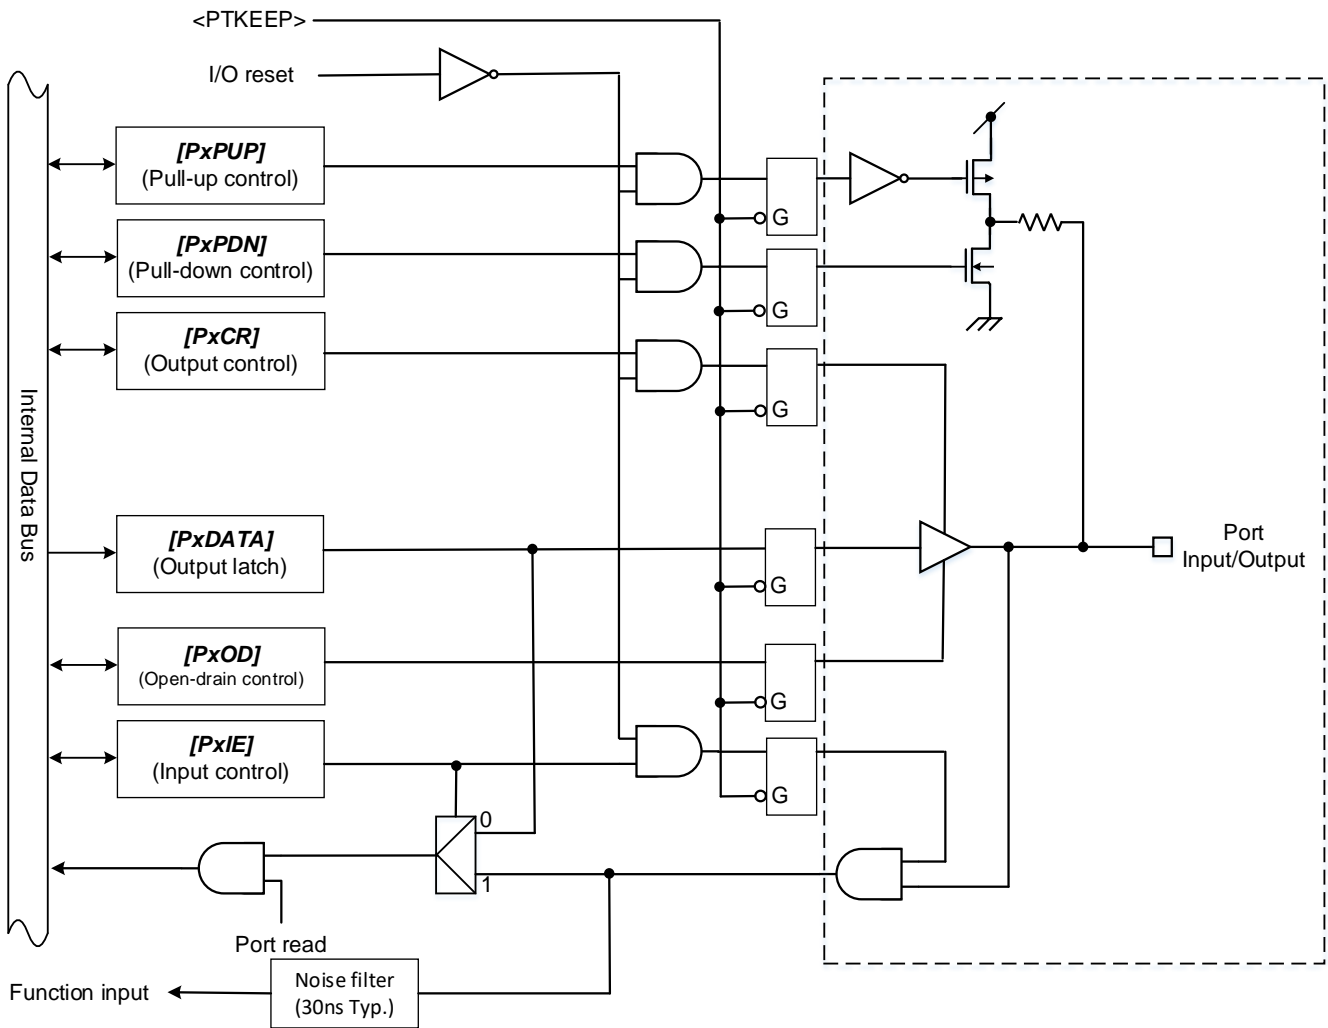 <PTKEEP>
I/O reset
[PxPUP]
(Pull-up control)
G
[PxPDN]
(Pull-down control)
G
[PxCR]
(Output control)
G
Internal Data Bus
[PxDATA]
(Output latch)
G
Port
Input/Output
[PxOD]
(Open-drain control)
G
[PxIE]
(Input control)
G
0
1
Port read
Noise filter
(30ns Typ.)
Function input